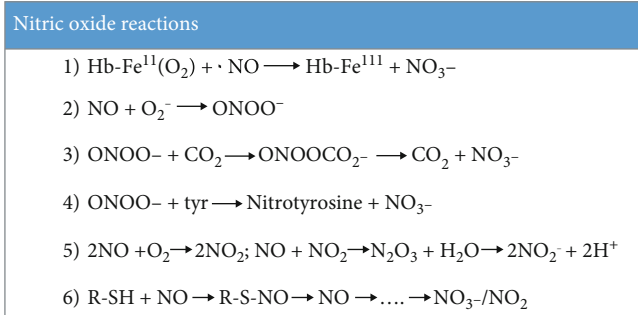 Nitric oxide reactions
1) Hb-Fe¹¹(O₂) + · NO ⟶ Hb-Fe¹¹¹ + NO₃–
2) NO + O₂⁻ ⟶ ONOO⁻
3) ONOO– + CO₂ ⟶ ONOOCO₂– ⟶ CO₂ + NO₃–
4) ONOO– + tyr ⟶ Nitrotyrosine + NO₃–
5) 2NO +O₂ → 2NO₂; NO + NO₂ → N₂O₃ + H₂O → 2NO₂⁻ + 2H⁺
6) R-SH + NO → R-S-NO → NO → .... → NO₃–/NO₂